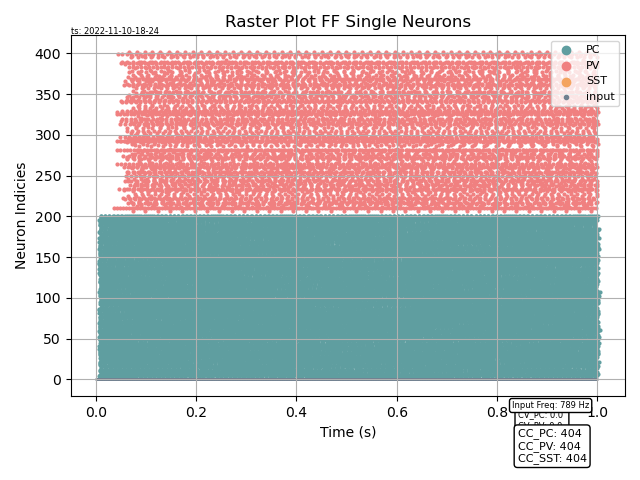 Raster Plot FF Single Neurons
ts: 2022-11-10-18-24
PC
PV
SST
input
400
350
300
250
200
150
100
50
0
Neuron Indicies
0.0 0.2 0.4 0.6 0.8 1.0
Time (s)
Input Freq: 789 Hz
CV_PC: 0.0
CC_PC: 404
CC_PV: 404
CC_SST: 404